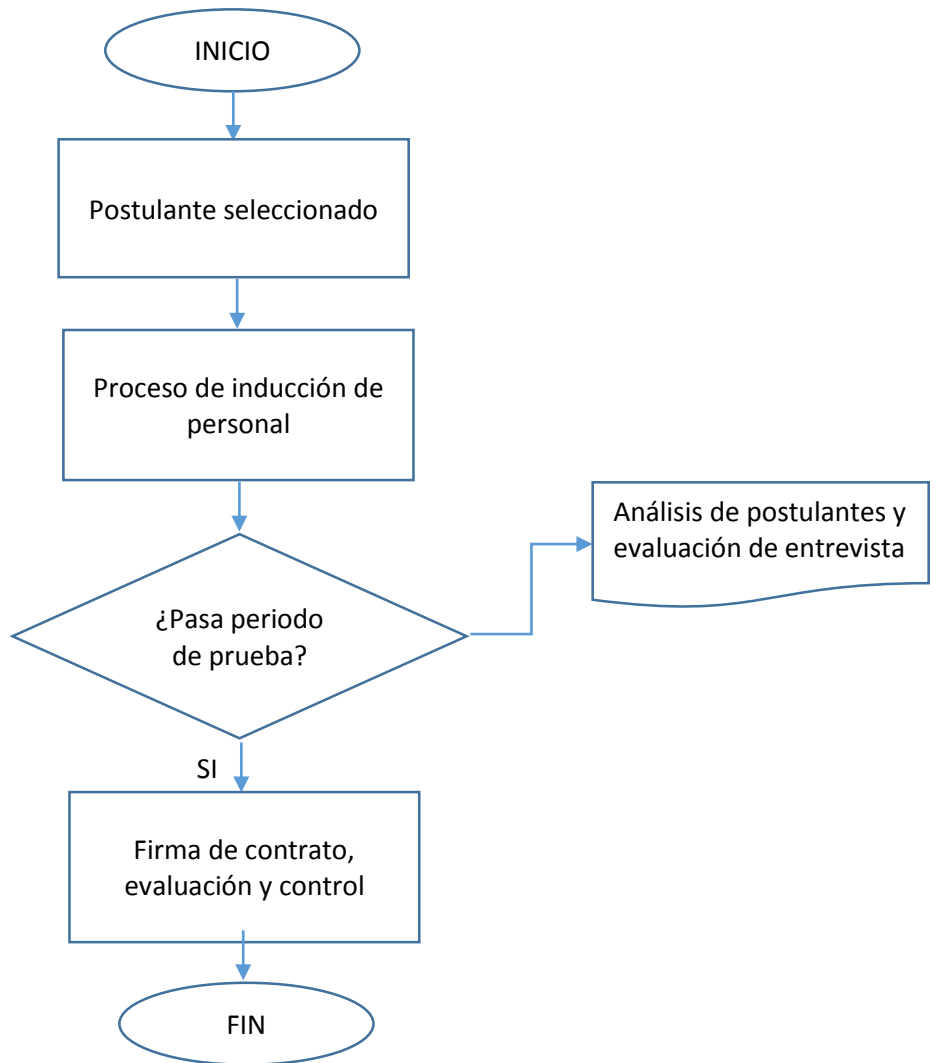 INICIO
Postulante seleccionado
Proceso de inducción de
personal
Análisis de postulantes y
evaluación de entrevista
¿Pasa periodo
de prueba?
SI
Firma de contrato,
evaluación y control
FIN